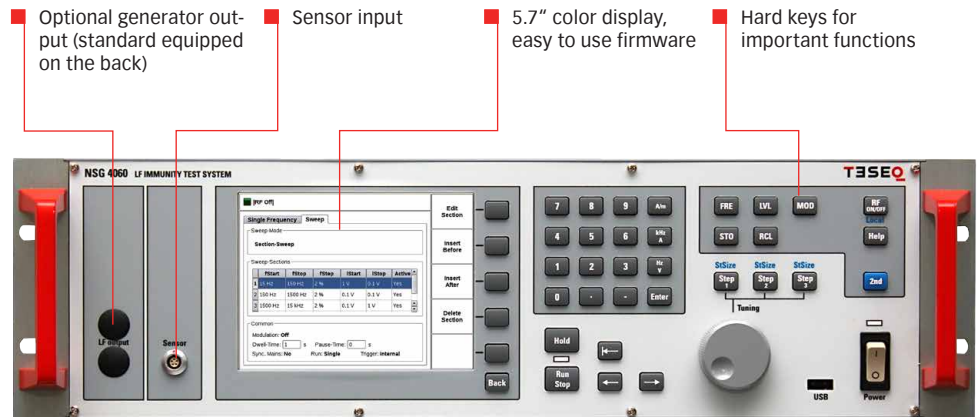 Optional generator out-
put (standard equipped
on the back)
Sensor input
5.7“ color display,
easy to use firmware
Hard keys for
important functions
NSG 4060 LF IMMUNITY TEST SYSTEM
TESEQ
[RF Off]
Single Frequency Sweep
Sweep-Mode
Section-Sweep
Sweep-Sections
fStart fStop fStep lStart lStop Active
1 15 Hz 150 Hz 2 % 1 V 0.1 V Yes
2 150 Hz 1500 Hz 2 % 0.1 V 0.1 V Yes
3 1500 Hz 15 kHz 2 % 0.1 V 1 V Yes
Common
Modulation: Off
Dwell-Time: 1 s Pause-Time: 0 s
Sync. Mains: No Run: Single Trigger: Internal
Edit
Section
Insert
Before
Insert
After
Delete
Section
Back
LF output
Sensor
7 8 9 A/m
4 5 6 kHz
A
1 2 3 Hz
V
0 . - Enter
Hold
Run
Stop
FRE LVL MOD
RF
ON/OFF
Local
STO RCL Help
StSize StSize StSize
Step
1
Step
2
Step
3
2nd
Tuning
USB
Power